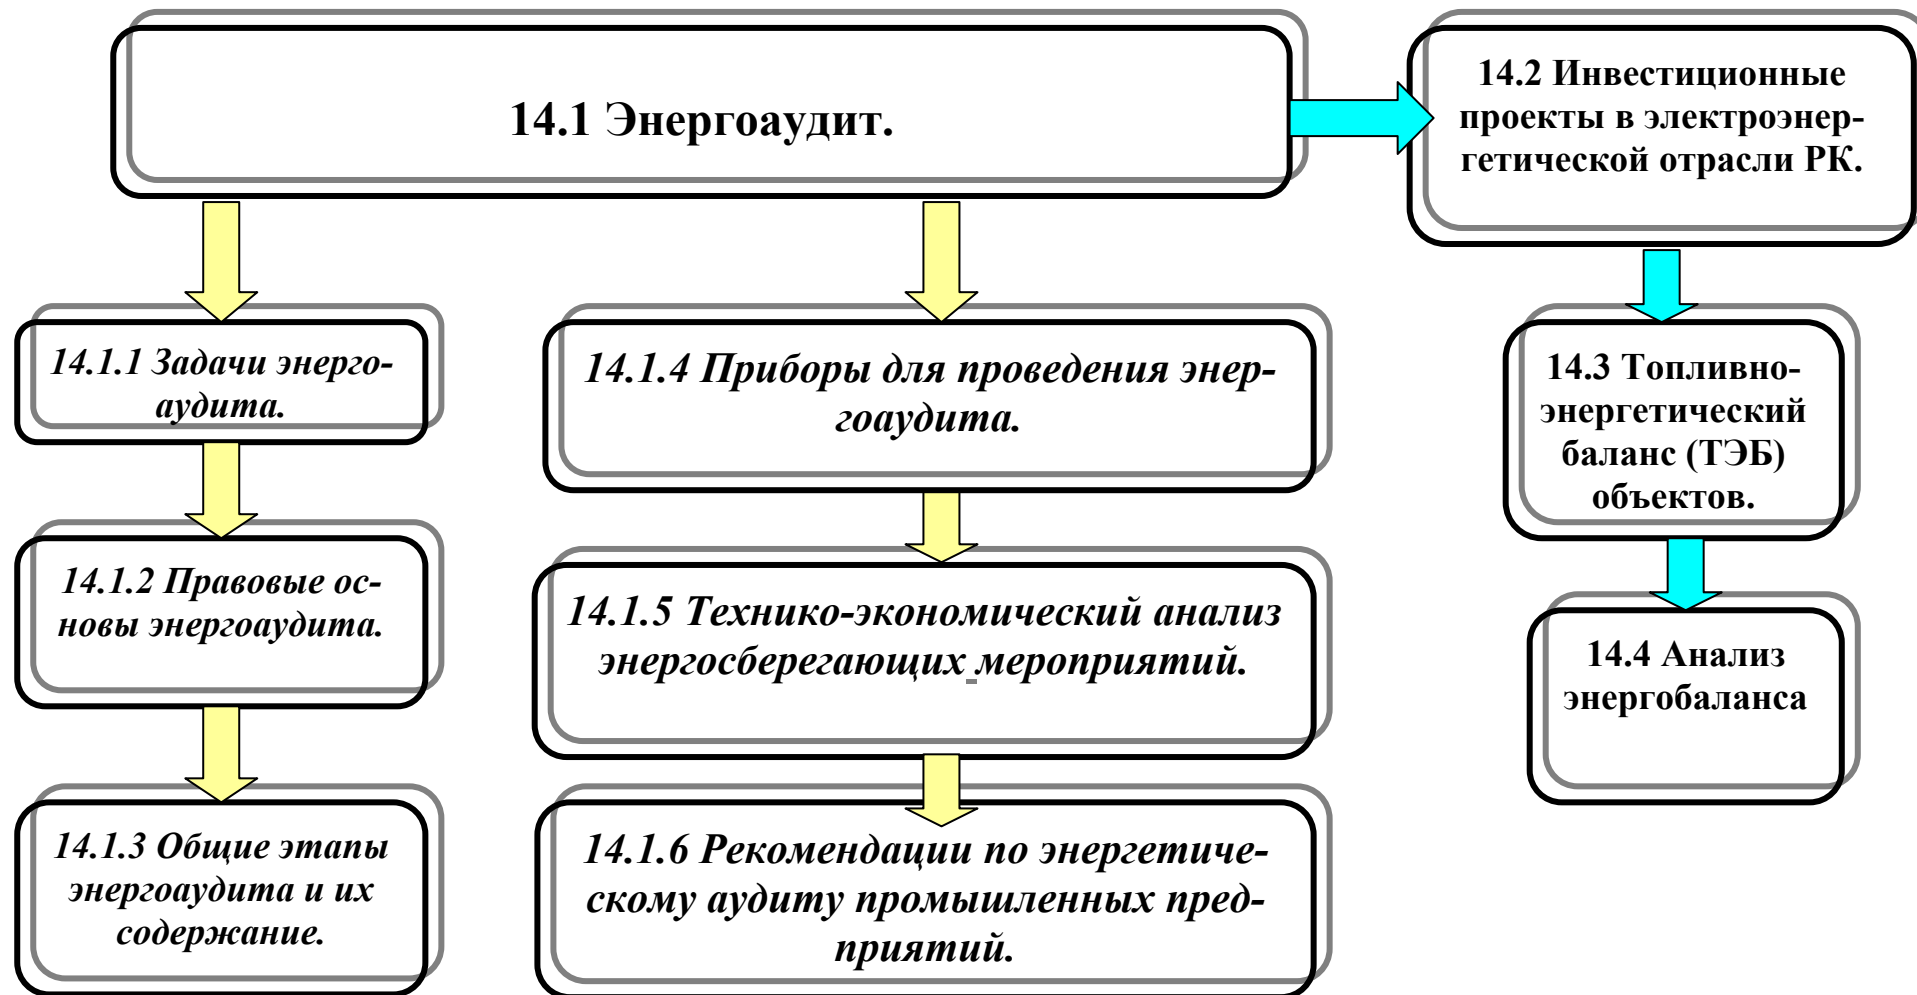 14.1 Энергоаудит.
14.2 Инвестиционные
проекты в электроэнер-
гетической отрасли РК.
14.1.1 Задачи энерго-
аудита.
14.1.2 Правовые ос-
новы энергоаудита.
14.1.3 Общие этапы
энергоаудита и их
содержание.
14.1.4 Приборы для проведения энер-
гоаудита.
14.1.5 Технико-экономический анализ
энергосберегающих мероприятий.
14.1.6 Рекомендации по энергетиче-
скому аудиту промышленных пред-
приятий.
14.3 Топливно-
энергетический
баланс (ТЭБ)
объектов.
14.4 Анализ
энергобаланса